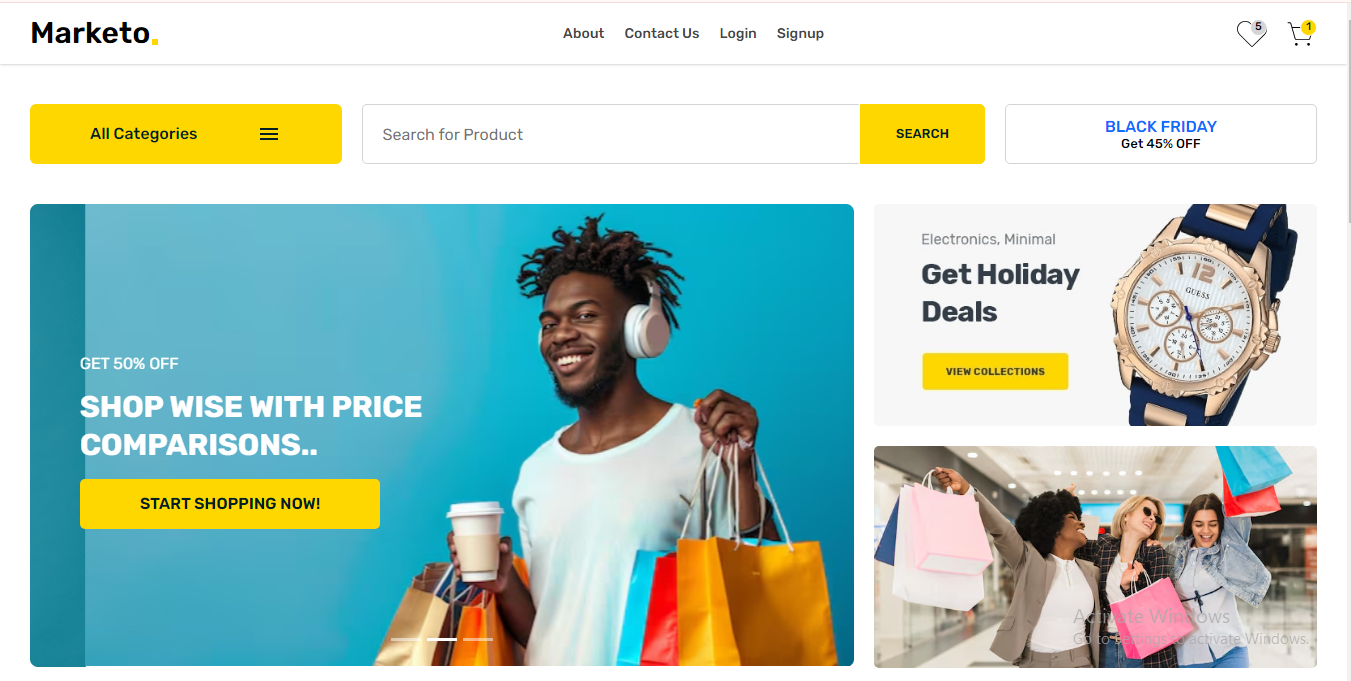 Marketo.
About
Contact Us
Login
Signup
5
1
All Categories
Search for Product
SEARCH
BLACK FRIDAY
Get 45% OFF
GET 50% OFF
SHOP WISE WITH PRICE
COMPARISONS..
START SHOPPING NOW!
Electronics, Minimal
Get Holiday
Deals
VIEW COLLECTIONS
GUESS
Activate Windows
Go to Settings to activate Windows.